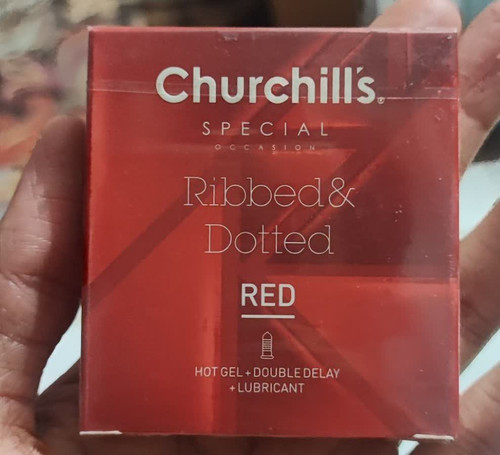 Churchill's®
SPECIAL
OCCASION
Ribbed &
Dotted
RED
HOT GEL + DOUBLE DELAY
+ LUBRICANT